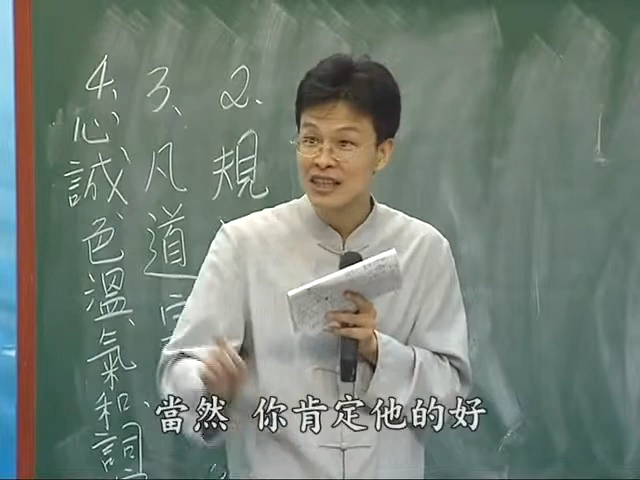 2.規
3、凡道
4、心誠、色溫、氣和、詞
當然 你肯定他的好